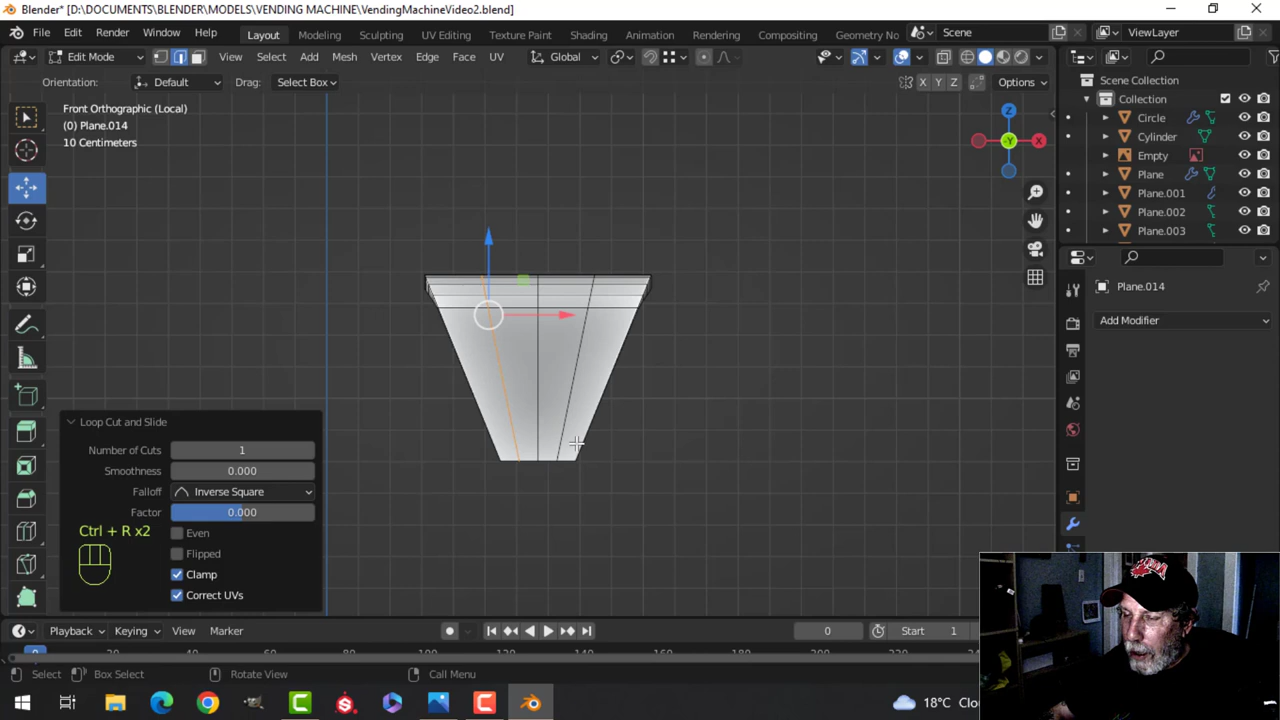 Blender* [D:\DOCUMENTS\BLENDER\MODELS\VENDING MACHINE\VendingMachineVideo2.blend]
File Edit Render Window Help Layout Modeling Sculpting UV Editing Texture Paint Shading Animation Rendering Compositing Geometry No Scene ViewLayer
Edit Mode View Select Add Mesh Vertex Edge Face UV Global
Orientation: Default Drag: Select Box X Y Z Options
Front Orthographic (Local)
(0) Plane.014
10 Centimeters
Z
-Y
X
Scene Collection
Collection
Circle
Cylinder
Empty
Plane
Plane.001
Plane.002
Plane.003
Plane.014
Add Modifier
Loop Cut and Slide
Number of Cuts 1
Smoothness 0.000
Falloff Inverse Square
Factor 0.000
Even
Flipped
Clamp
Correct UVs
Ctrl + R x2
Playback Keying View Marker 0 Start 1
Select Box Select Rotate View Call Menu
18°C Clo